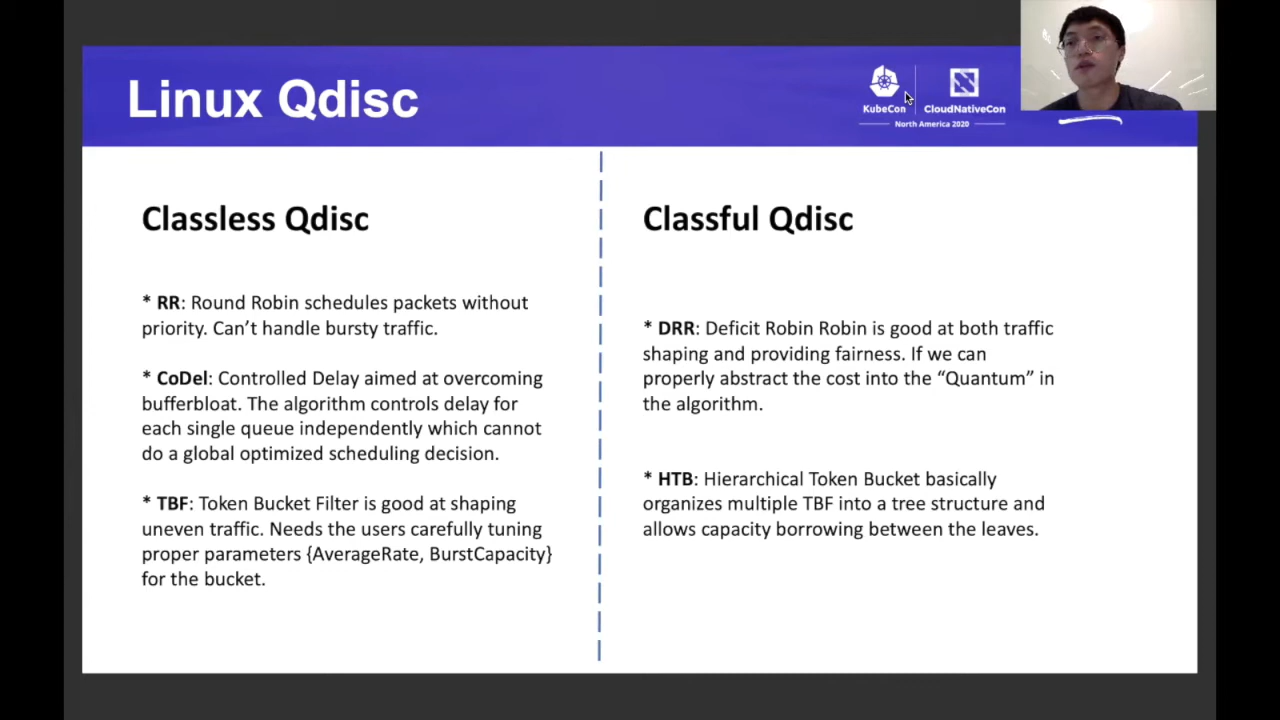 Linux Qdisc
KubeCon
CloudNativeCon
North America 2020
Classless Qdisc
* RR: Round Robin schedules packets without
priority. Can’t handle bursty traffic.
* CoDel: Controlled Delay aimed at overcoming
bufferbloat. The algorithm controls delay for
each single queue independently which cannot
do a global optimized scheduling decision.
* TBF: Token Bucket Filter is good at shaping
uneven traffic. Needs the users carefully tuning
proper parameters {AverageRate, BurstCapacity}
for the bucket.
Classful Qdisc
* DRR: Deficit Robin Robin is good at both traffic
shaping and providing fairness. If we can
properly abstract the cost into the “Quantum” in
the algorithm.
* HTB: Hierarchical Token Bucket basically
organizes multiple TBF into a tree structure and
allows capacity borrowing between the leaves.